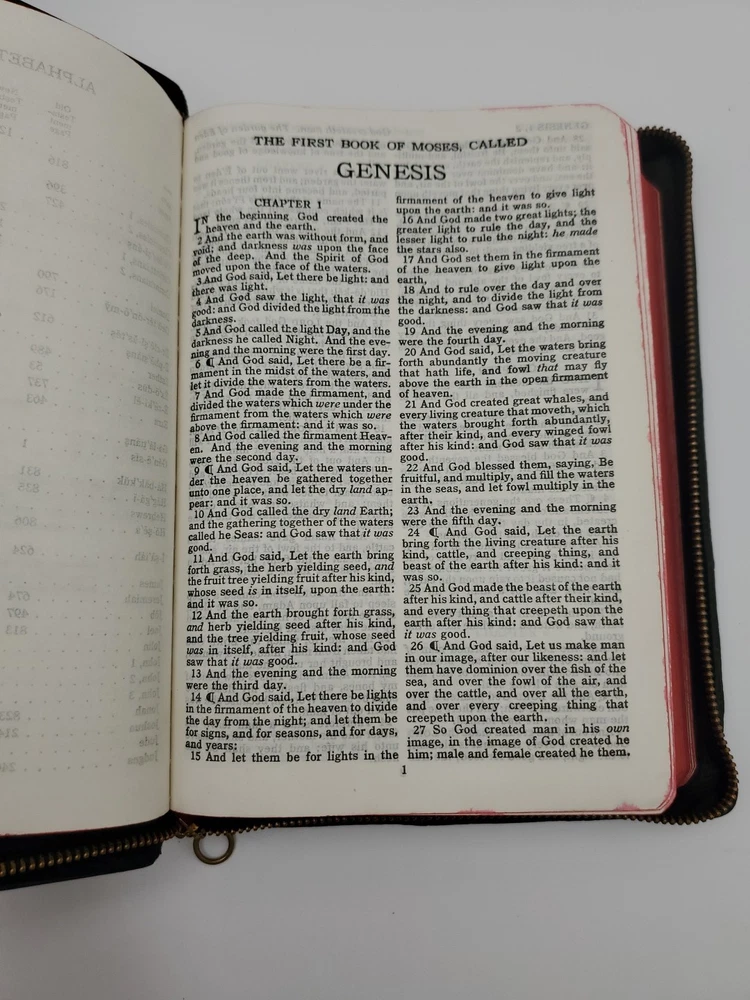 THE FIRST BOOK OF MOSES, CALLED
GENESIS
CHAPTER 1
IN the beginning God created the
heaven and the earth.
2 And the earth was without form, and
void; and darkness was upon the face
of the deep. And the Spirit of God
moved upon the face of the waters.
3 And God said, Let there be light: and
there was light.
4 And God saw the light, that it was
good: and God divided the light from the
darkness.
5 And God called the light Day, and the
darkness he called Night. And the eve-
ning and the morning were the first day.
6 ¶ And God said, Let there be a fir-
mament in the midst of the waters, and
let it divide the waters from the waters.
7 And God made the firmament, and
divided the waters which were under the
firmament from the waters which were
above the firmament: and it was so.
8 And God called the firmament Heav-
en. And the evening and the morning
were the second day.
9 ¶ And God said, Let the waters un-
der the heaven be gathered together
unto one place, and let the dry land ap-
pear: and it was so.
10 And God called the dry land Earth;
and the gathering together of the waters
called he Seas: and God saw that it was
good.
11 And God said, Let the earth bring
forth grass, the herb yielding seed, and
the fruit tree yielding fruit after his kind,
whose seed is in itself, upon the earth:
and it was so.
12 And the earth brought forth grass,
and herb yielding seed after his kind,
and the tree yielding fruit, whose seed
was in itself, after his kind: and God
saw that it was good.
13 And the evening and the morning
were the third day.
14 ¶ And God said, Let there be lights
in the firmament of the heaven to divide
the day from the night; and let them be
for signs, and for seasons, and for days,
and years:
15 And let them be for lights in the
firmament of the heaven to give light
upon the earth: and it was so.
16 And God made two great lights; the
greater light to rule the day, and the
lesser light to rule the night: he made
the stars also.
17 And God set them in the firmament
of the heaven to give light upon the
earth,
18 And to rule over the day and over
the night, and to divide the light from
the darkness: and God saw that it was
good.
19 And the evening and the morning
were the fourth day.
20 And God said, Let the waters bring
forth abundantly the moving creature
that hath life, and fowl that may fly
above the earth in the open firmament
of heaven.
21 And God created great whales, and
every living creature that moveth, which
the waters brought forth abundantly,
after their kind, and every winged fowl
after his kind: and God saw that it was
good.
22 And God blessed them, saying, Be
fruitful, and multiply, and fill the waters
in the seas, and let fowl multiply in the
earth.
23 And the evening and the morning
were the fifth day.
24 ¶ And God said, Let the earth
bring forth the living creature after his
kind, cattle, and creeping thing, and
beast of the earth after his kind: and it
was so.
25 And God made the beast of the earth
after his kind, and cattle after their kind,
and every thing that creepeth upon the
earth after his kind: and God saw that
it was good.
26 ¶ And God said, Let us make man
in our image, after our likeness: and let
them have dominion over the fish of the
sea, and over the fowl of the air, and
over the cattle, and over all the earth,
and over every creeping thing that
creepeth upon the earth.
27 So God created man in his own
image, in the image of God created he
him; male and female created he them.
1